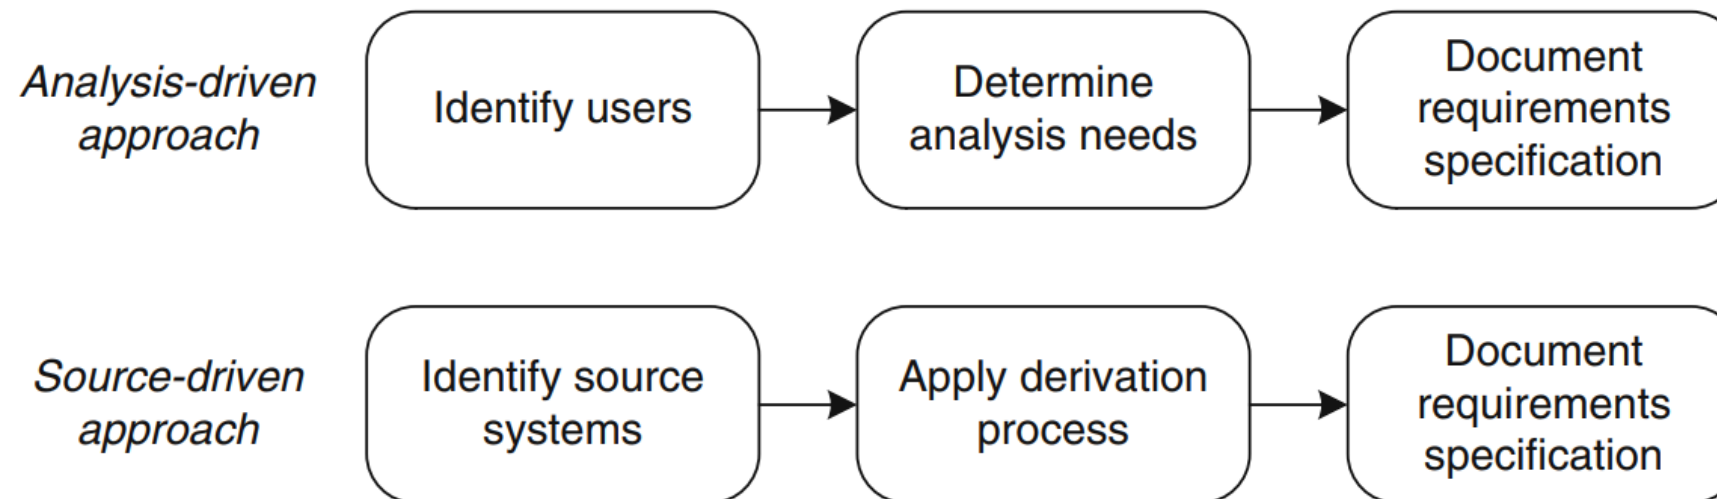 Analysis-driven
approach
Identify users
Determine
analysis needs
Document
requirements
specification
Source-driven
approach
Identify source
systems
Apply derivation
process
Document
requirements
specification